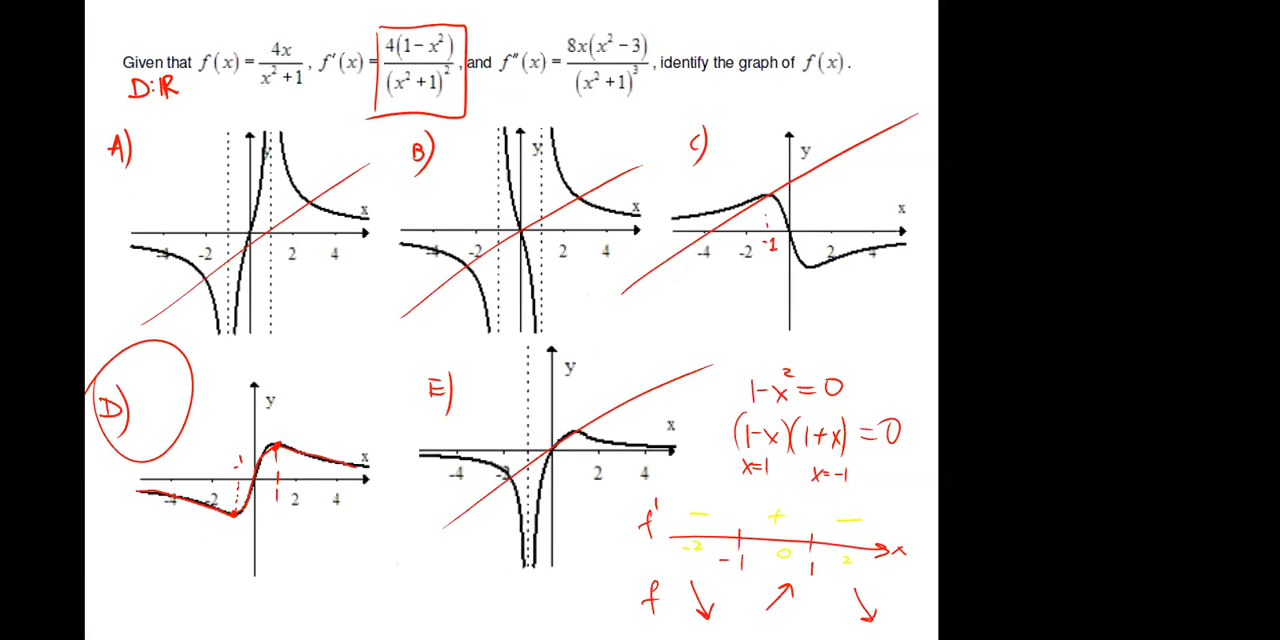 Given that f(x) = 4x / (x² + 1), f'(x) = 4(1 − x²) / (x² + 1)², and f''(x) = 8x(x² − 3) / (x² + 1)³, identify the graph of f(x).
D: ℝ
A)
y
x
-4 -2 2 4
B)
y
x
-4 -2 2 4
C)
y
x
-4 -2 2 4
-1
D)
y
x
-4 -2 2 4
-1
1
E)
y
x
-4 -2 2 4
1-x² = 0
(1-x)(1+x) = 0
x=1 x=-1
f' − + −
-2 0 2 x
-1 1
f ↘ ↗ ↘